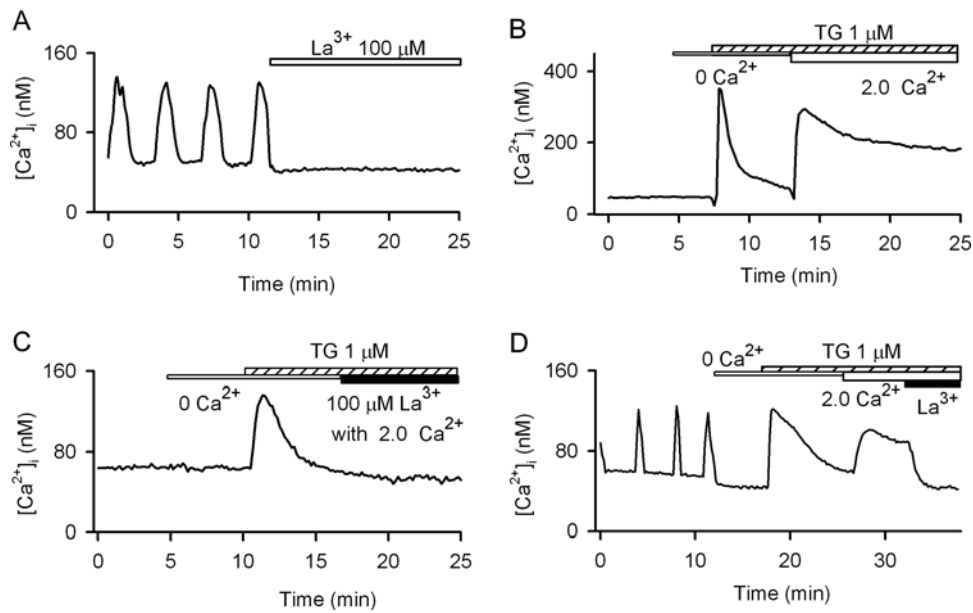 A
La³⁺ 100 μM
[Ca²⁺]ᵢ (nM)
160
80
0
0 5 10 15 20 25
Time (min)
B
TG 1 μM
0 Ca²⁺
2.0 Ca²⁺
[Ca²⁺]ᵢ (nM)
400
200
0
0 5 10 15 20 25
Time (min)
C
TG 1 μM
0 Ca²⁺
100 μM La³⁺
with 2.0 Ca²⁺
[Ca²⁺]ᵢ (nM)
160
80
0
0 5 10 15 20 25
Time (min)
D
0 Ca²⁺
TG 1 μM
2.0 Ca²⁺
La³⁺
[Ca²⁺]ᵢ (nM)
160
80
0
0 10 20 30
Time (min)